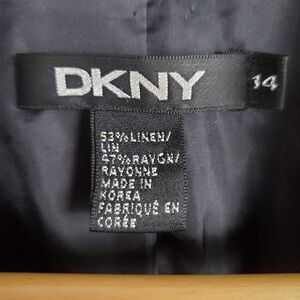 DKNY 14
53% LINEN/
LIN
47% RAYON/
RAYONNE
MADE IN
KOREA
FABRIQUÉ EN
CORÉE